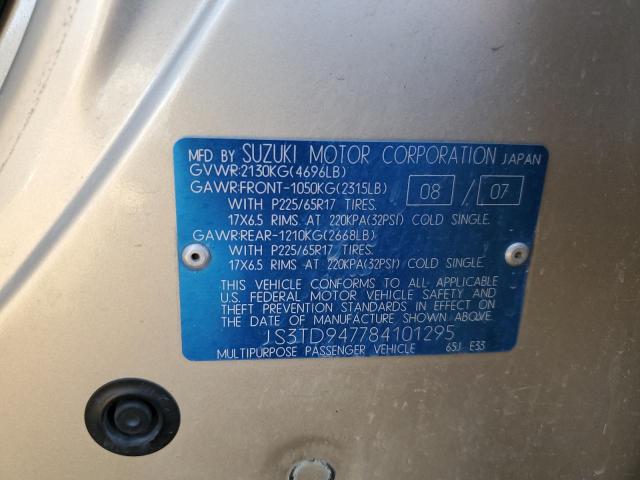 MFD BY SUZUKI MOTOR CORPORATION JAPAN
GVWR:2130KG(4696LB)
GAWR:FRONT-1050KG(2315LB) 08 / 07
WITH P225/65R17 TIRES.
17X6.5 RIMS AT 220KPA(32PSI) COLD SINGLE.
GAWR:REAR-1210KG(2668LB)
WITH P225/65R17 TIRES.
17X6.5 RIMS AT 220KPA(32PSI) COLD SINGLE.
THIS VEHICLE CONFORMS TO ALL APPLICABLE
U.S. FEDERAL MOTOR VEHICLE SAFETY AND
THEFT PREVENTION STANDARDS IN EFFECT ON
THE DATE OF MANUFACTURE SHOWN ABOVE.
JS3TD947784101295
MULTIPURPOSE PASSENGER VEHICLE 65J E33